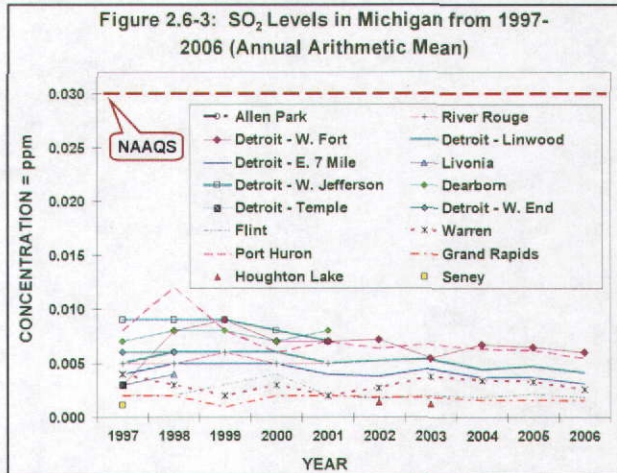 Figure 2.6-3: SO2 Levels in Michigan from 1997-
2006 (Annual Arithmetic Mean)
0.030
0.025
0.020
0.015
0.010
0.005
0.000
CONCENTRATION = ppm
NAAQS
Allen Park
River Rouge
Detroit - W. Fort
Detroit - Linwood
Detroit - E. 7 Mile
Livonia
Detroit - W. Jefferson
Dearborn
Detroit - Temple
Detroit - W. End
Flint
Warren
Port Huron
Grand Rapids
Houghton Lake
Seney
1997 1998 1999 2000 2001 2002 2003 2004 2005 2006
YEAR